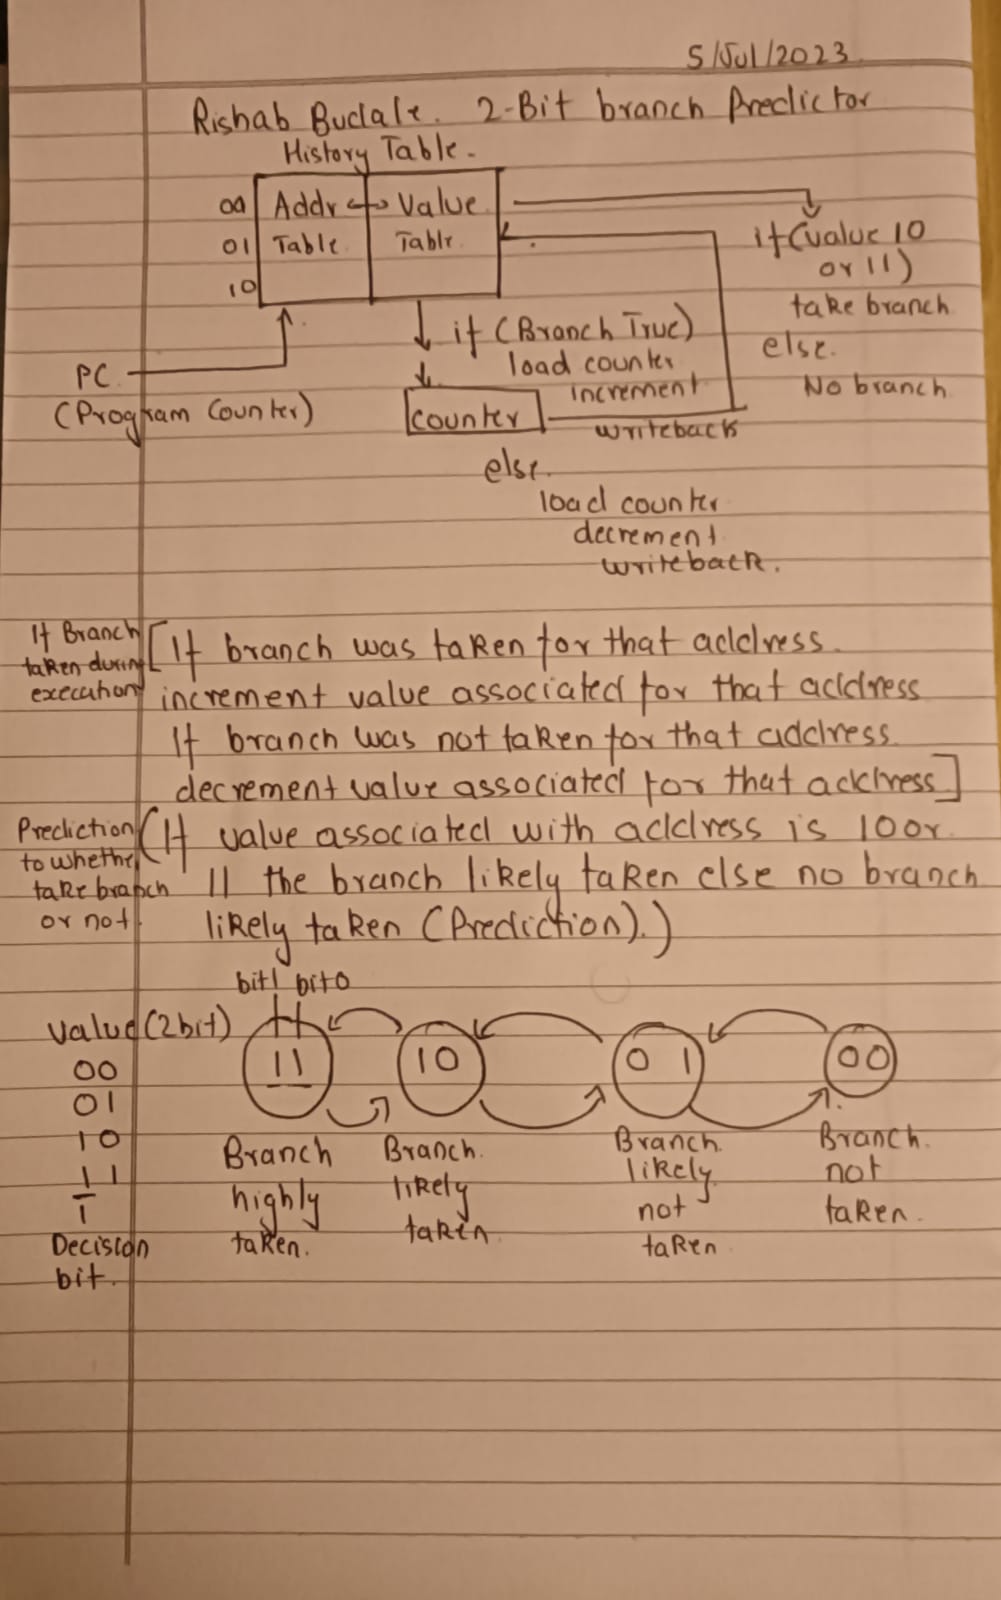 5/Jul/2023
Rishab Budale. 2-Bit branch Predictor
History Table.
00 Addr Value
01 Table Table
10
if (value 10
or 11)
take branch
else.
No branch
PC
(Program Counter)
if (Branch True)
load counter
increment
counter
writeback
else.
load counter
decrement
writeback.
If Branch
taken during
execution
[If branch was taken for that address.
increment value associated for that address
If branch was not taken for that address.
decrement value associated for that address]
Prediction
to whether
take branch
or not.
(If value associated with address is 10 or
11 the branch likely taken else no branch
likely taken (Prediction).)
bit1 bit0
value (2bit)
00
01
10
11
1
Decision
bit.
11 10 01 00
Branch
highly
taken.
Branch.
likely
taken
Branch.
likely
not
taken
Branch.
not
taken.